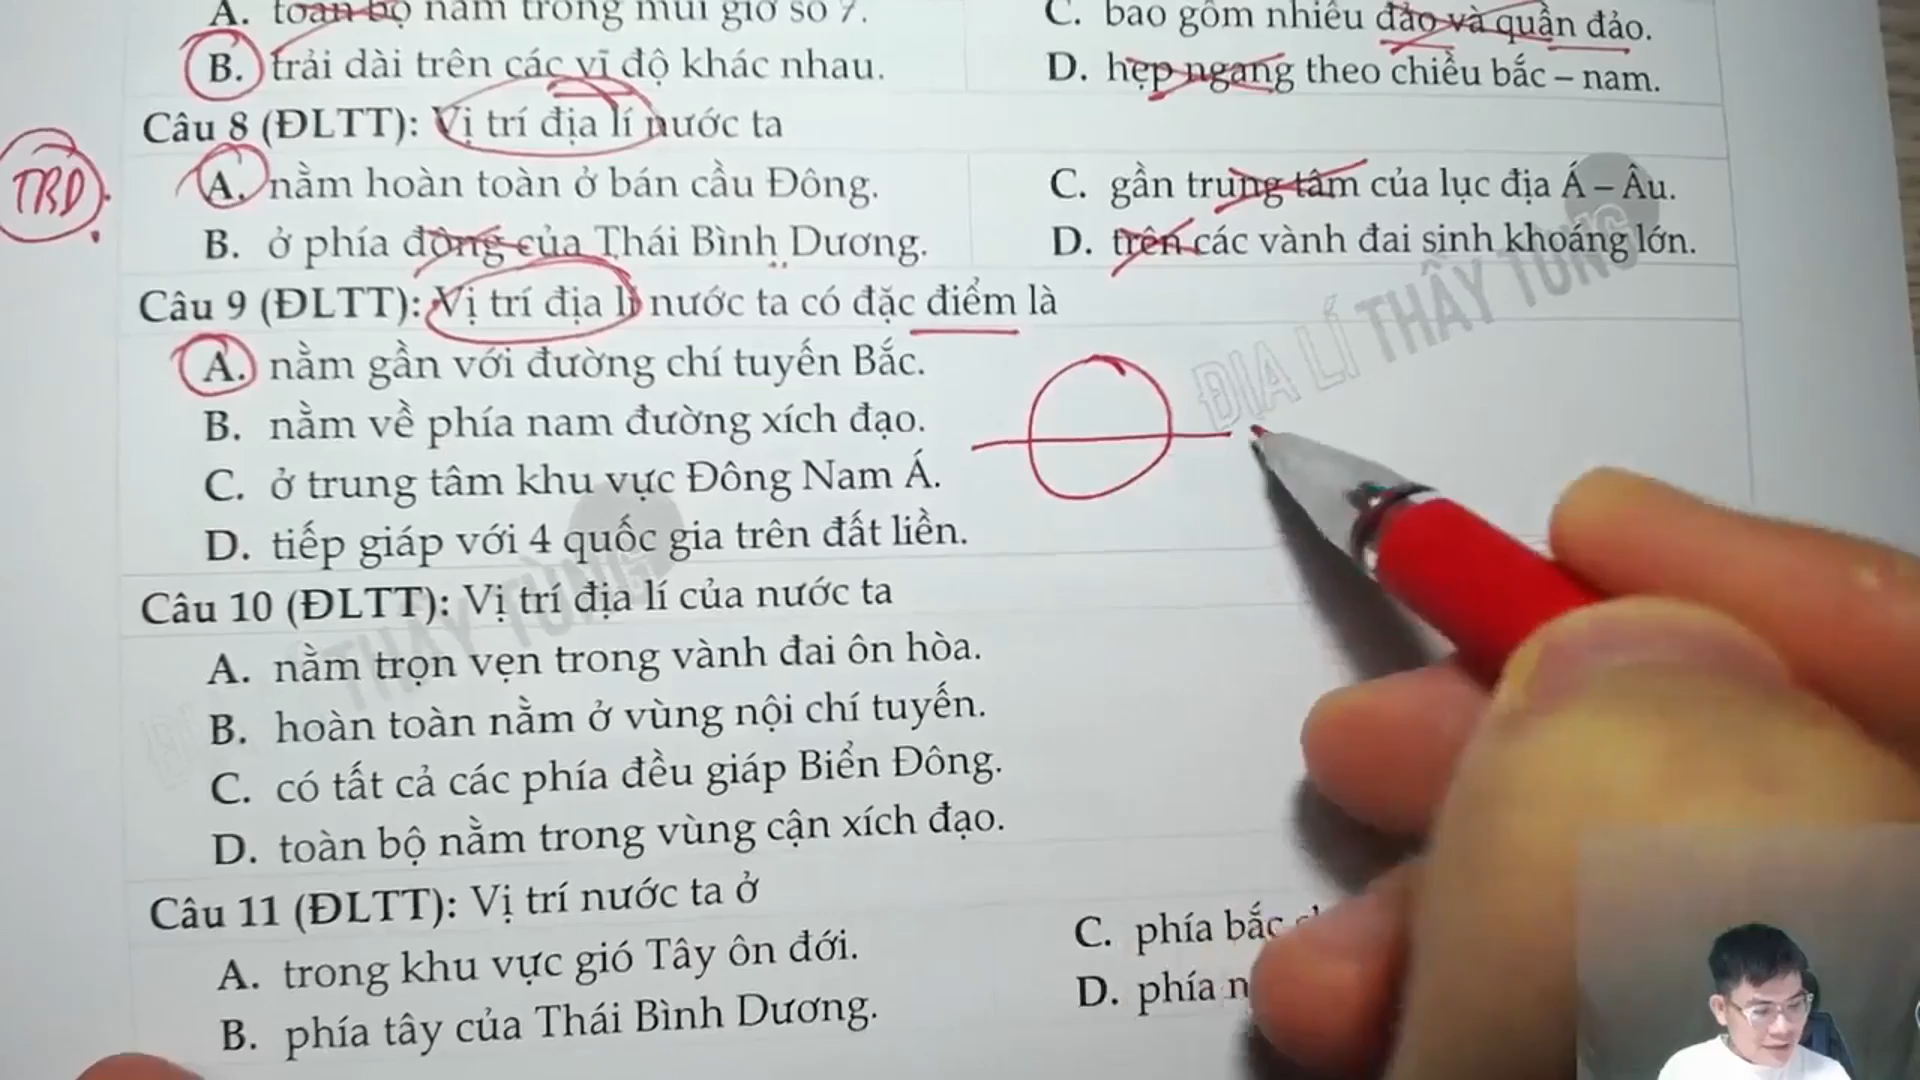 A. toàn bộ nằm trong múi giờ số 7.
C. bao gồm nhiều đảo và quần đảo.
B. trải dài trên các vĩ độ khác nhau.
D. hẹp ngang theo chiều bắc – nam.
Câu 8 (ĐLTT): Vị trí địa lí nước ta
TBD
A. nằm hoàn toàn ở bán cầu Đông.
C. gần trung tâm của lục địa Á – Âu.
B. ở phía đông của Thái Bình Dương.
D. trên các vành đai sinh khoáng lớn.
Câu 9 (ĐLTT): Vị trí địa lí nước ta có đặc điểm là
A. nằm gần với đường chí tuyến Bắc.
B. nằm về phía nam đường xích đạo.
C. ở trung tâm khu vực Đông Nam Á.
D. tiếp giáp với 4 quốc gia trên đất liền.
ĐỊA LÍ THẦY TÙNG
Câu 10 (ĐLTT): Vị trí địa lí của nước ta
A. nằm trọn vẹn trong vành đai ôn hòa.
B. hoàn toàn nằm ở vùng nội chí tuyến.
C. có tất cả các phía đều giáp Biển Đông.
D. toàn bộ nằm trong vùng cận xích đạo.
THẦY TÙNG
Câu 11 (ĐLTT): Vị trí nước ta ở
A. trong khu vực gió Tây ôn đới.
C. phía bắc
B. phía tây của Thái Bình Dương.
D. phía